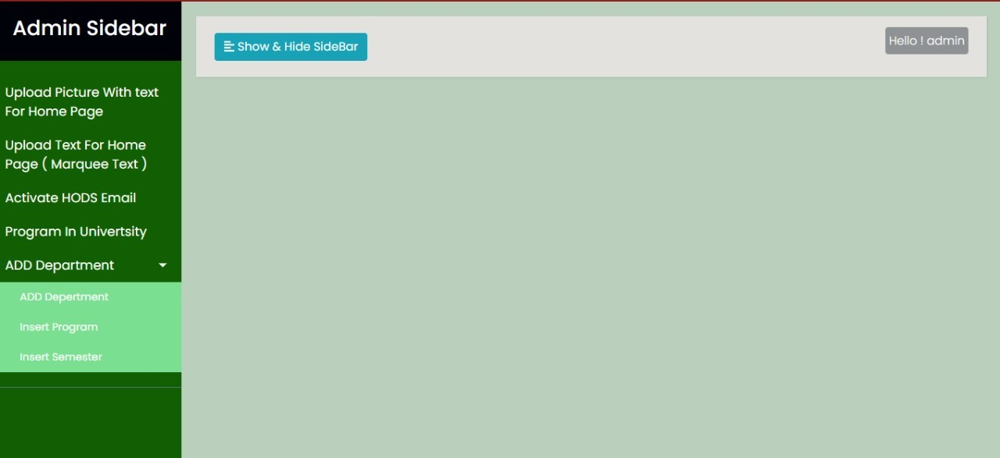 Admin Sidebar
Show & Hide SideBar
Hello ! admin
Upload Picture With text
For Home Page
Upload Text For Home
Page ( Marquee Text )
Activate HODS Email
Program In Univertsity
ADD Department
ADD Depertment
Insert Program
Insert Semester